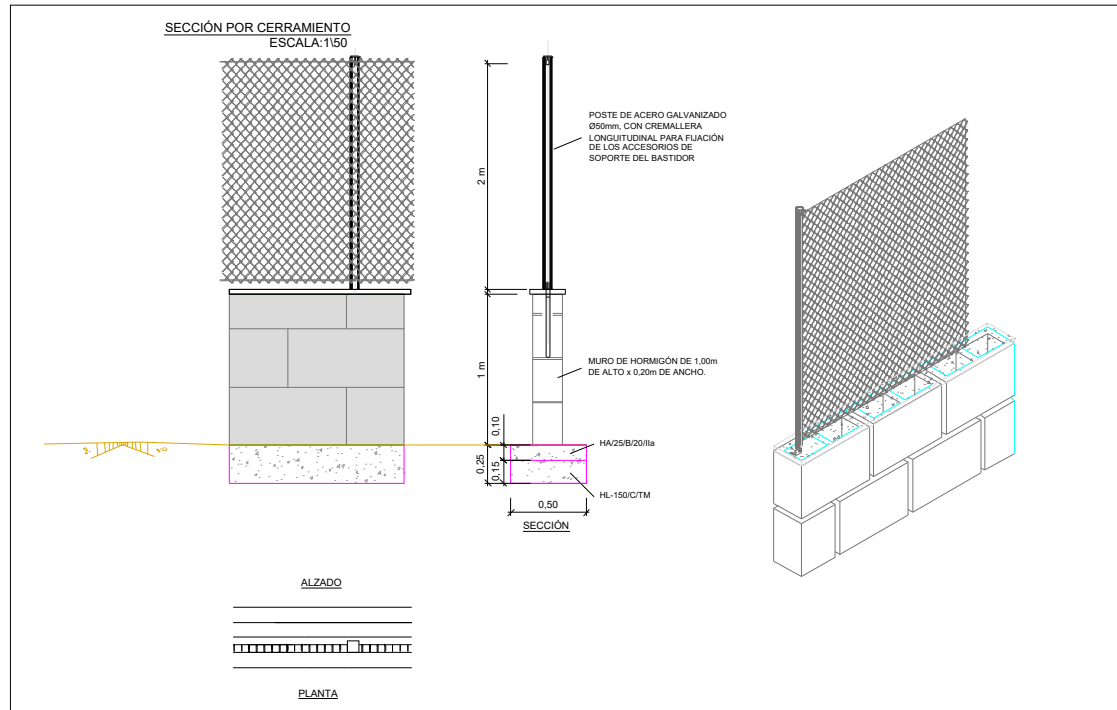 SECCIÓN POR CERRAMIENTO
ESCALA:1\50
POSTE DE ACERO GALVANIZADO
Ø50mm, CON CREMALLERA
LONGUITUDINAL PARA FIJACIÓN
DE LOS ACCESORIOS DE
SOPORTE DEL BASTIDOR
2 m
1 m
MURO DE HORMIGÓN DE 1,00m
DE ALTO x 0,20m DE ANCHO.
0,10
0,25
0,15
HA/25/B/20/IIa
HL-150/C/TM
0,50
SECCIÓN
ALZADO
PLANTA